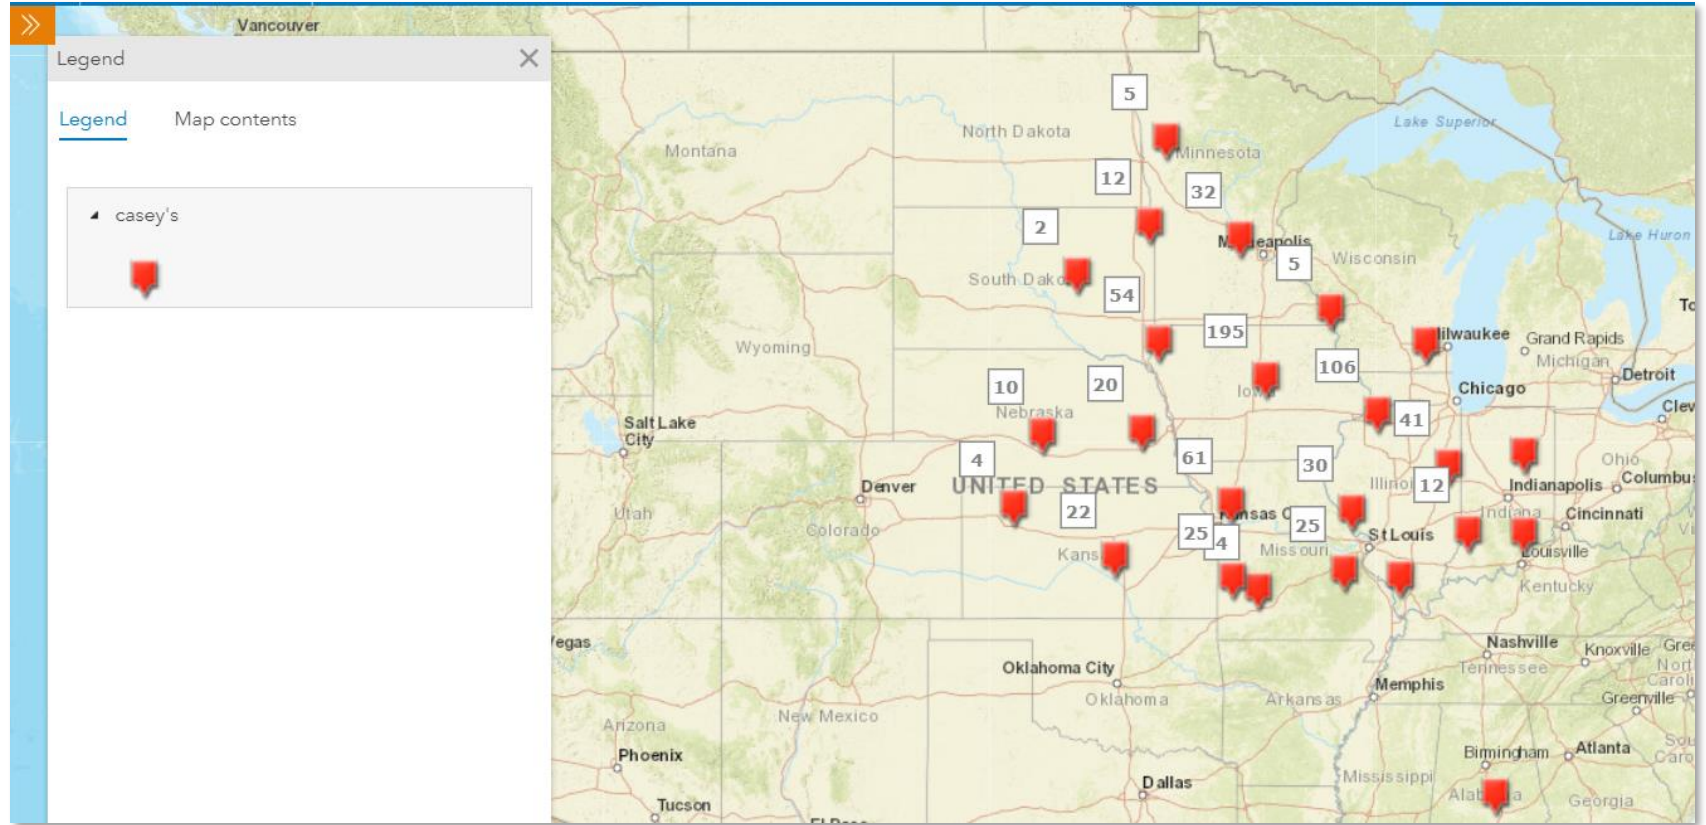 Vancouver
Legend
Legend
Map contents
casey's
5
North Dakota
Lake Superior
Montana
Minnesota
12
32
2
Lake Huron
5
Wisconsin
54
195
Milwaukee
Grand Rapids
Wyoming
Michigan
106
Detroit
10
20
Chicago
Nebraska
41
Salt Lake
City
4
61
30
Ohio
Denver
UNITED STATES
12
Indianapolis
22
Utah
Indiana
Cincinnati
Colorado
25
25
St Louis
4
Missouri
Louisville
Kentucky
Nashville
Knoxville
Oklahoma City
Tennessee
Memphis
Oklahoma
Arkansas
Greenville
New Mexico
Arizona
Phoenix
Birmingham
Atlanta
Dallas
Mississippi
Georgia
Tucson